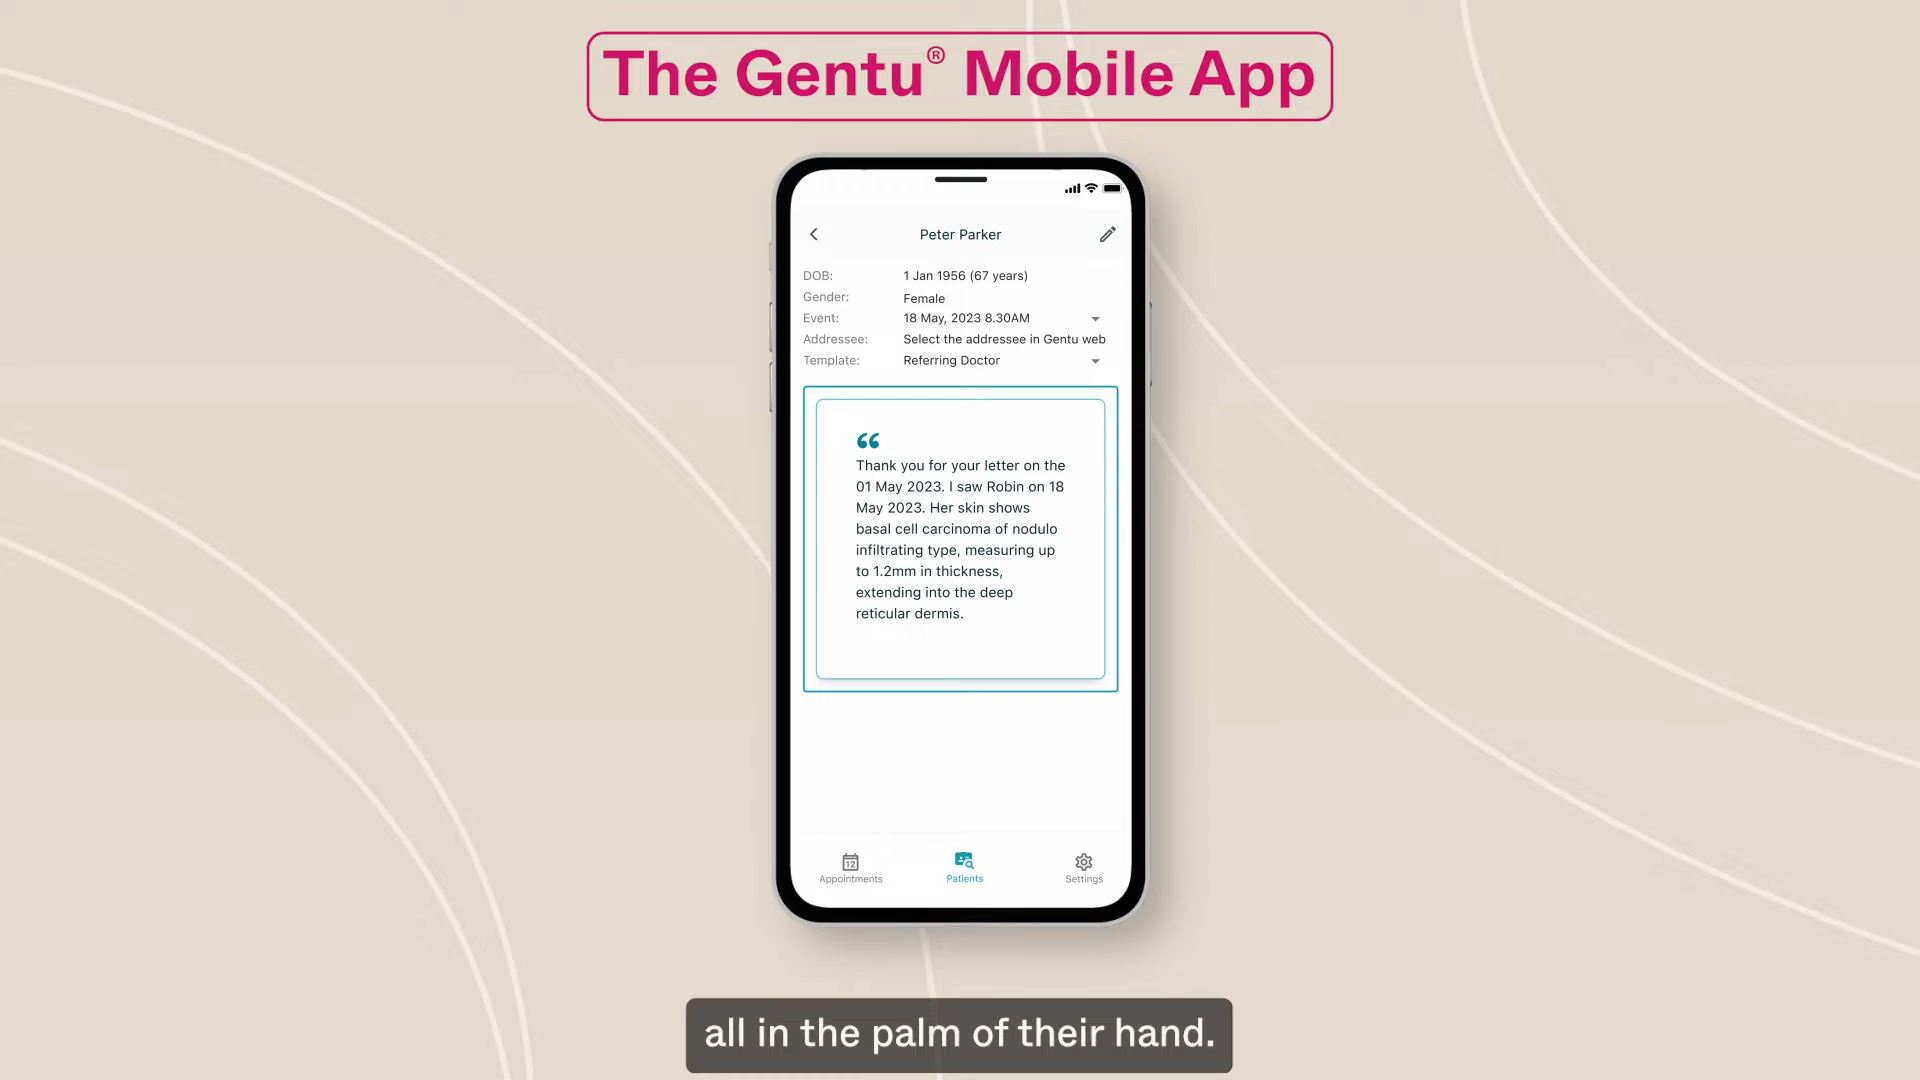 The Gentu® Mobile App
Peter Parker
DOB: 1 Jan 1956 (67 years)
Gender: Female
Event: 18 May, 2023 8.30AM
Addressee: Select the addressee in Gentu web
Template: Referring Doctor
“
Thank you for your letter on the
01 May 2023. I saw Robin on 18
May 2023. Her skin shows
basal cell carcinoma of nodulo
infiltrating type, measuring up
to 1.2mm in thickness,
extending into the deep
reticular dermis.
12
Appointments Patients Settings
all in the palm of their hand.